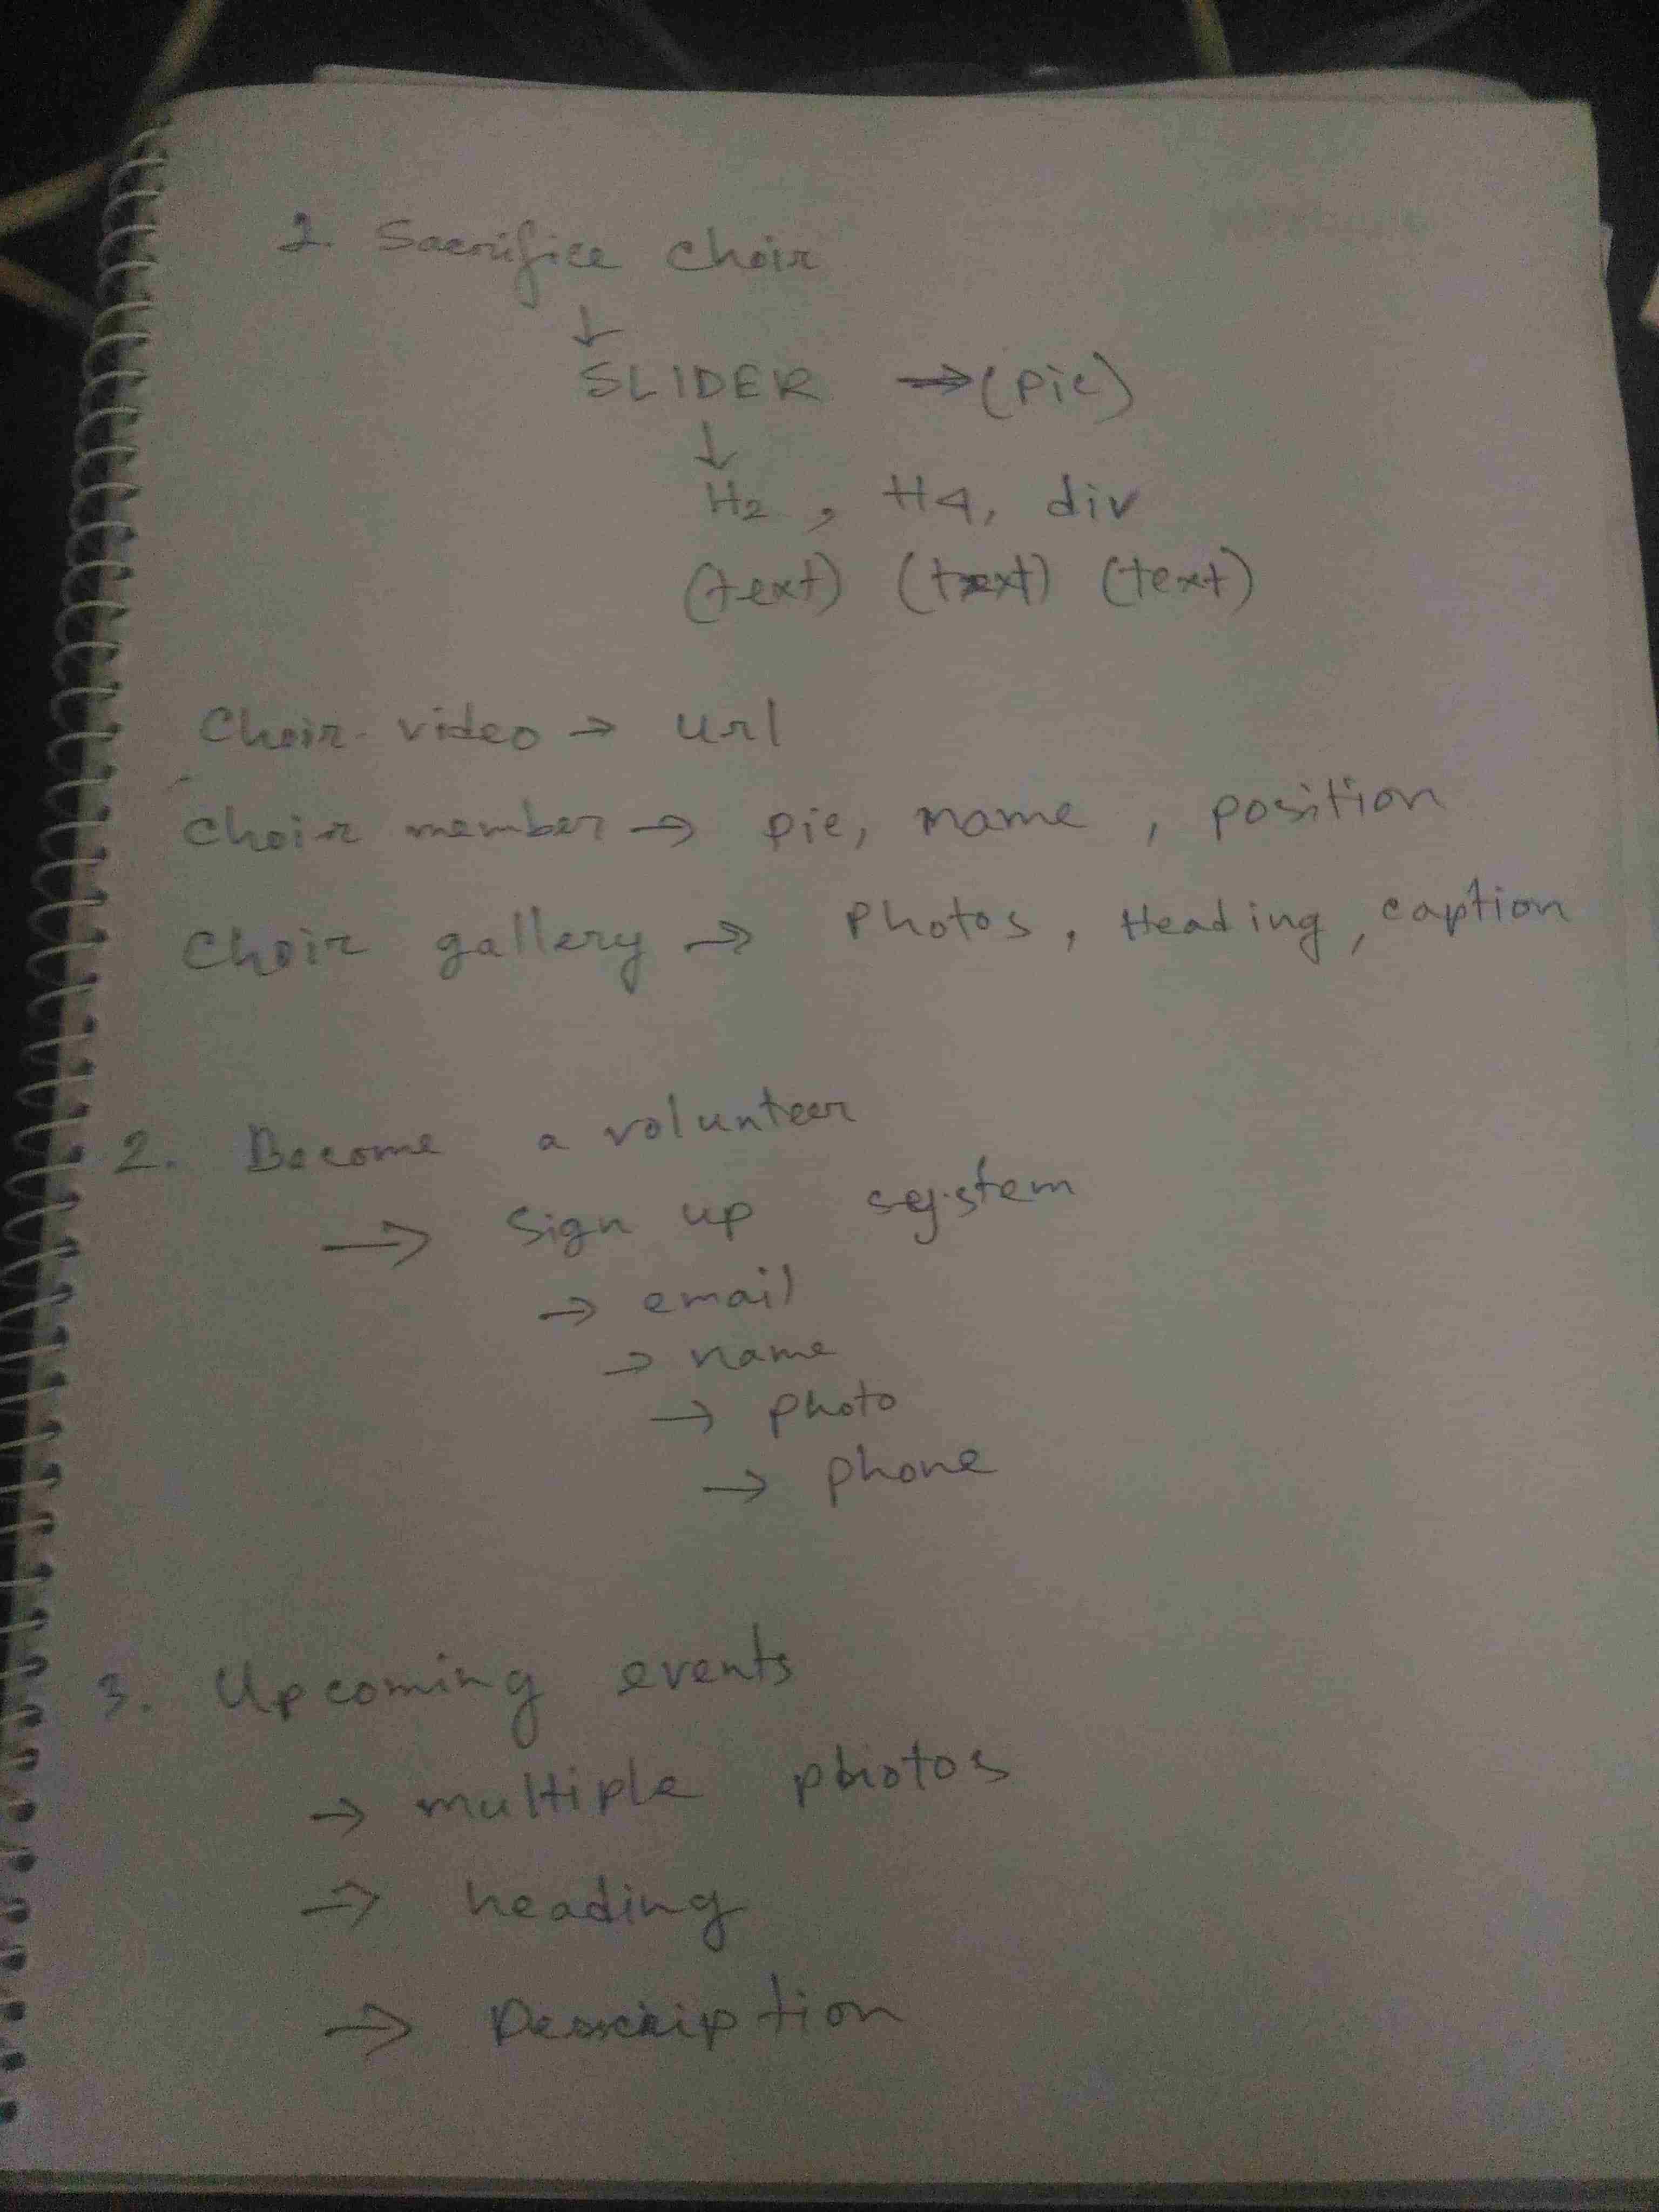 1. Sacrifice choir
↓
SLIDER → (pic)
↓
H2, H4, div
(text) (text) (text)
Choir video → url
Choir member → pic, name, position
Choir gallery → Photos, Heading, caption
2. Become a volunteer
→ Sign up system
→ email
→ name
→ photo
→ phone
3. Upcoming events
→ multiple photos
→ heading
→ Description